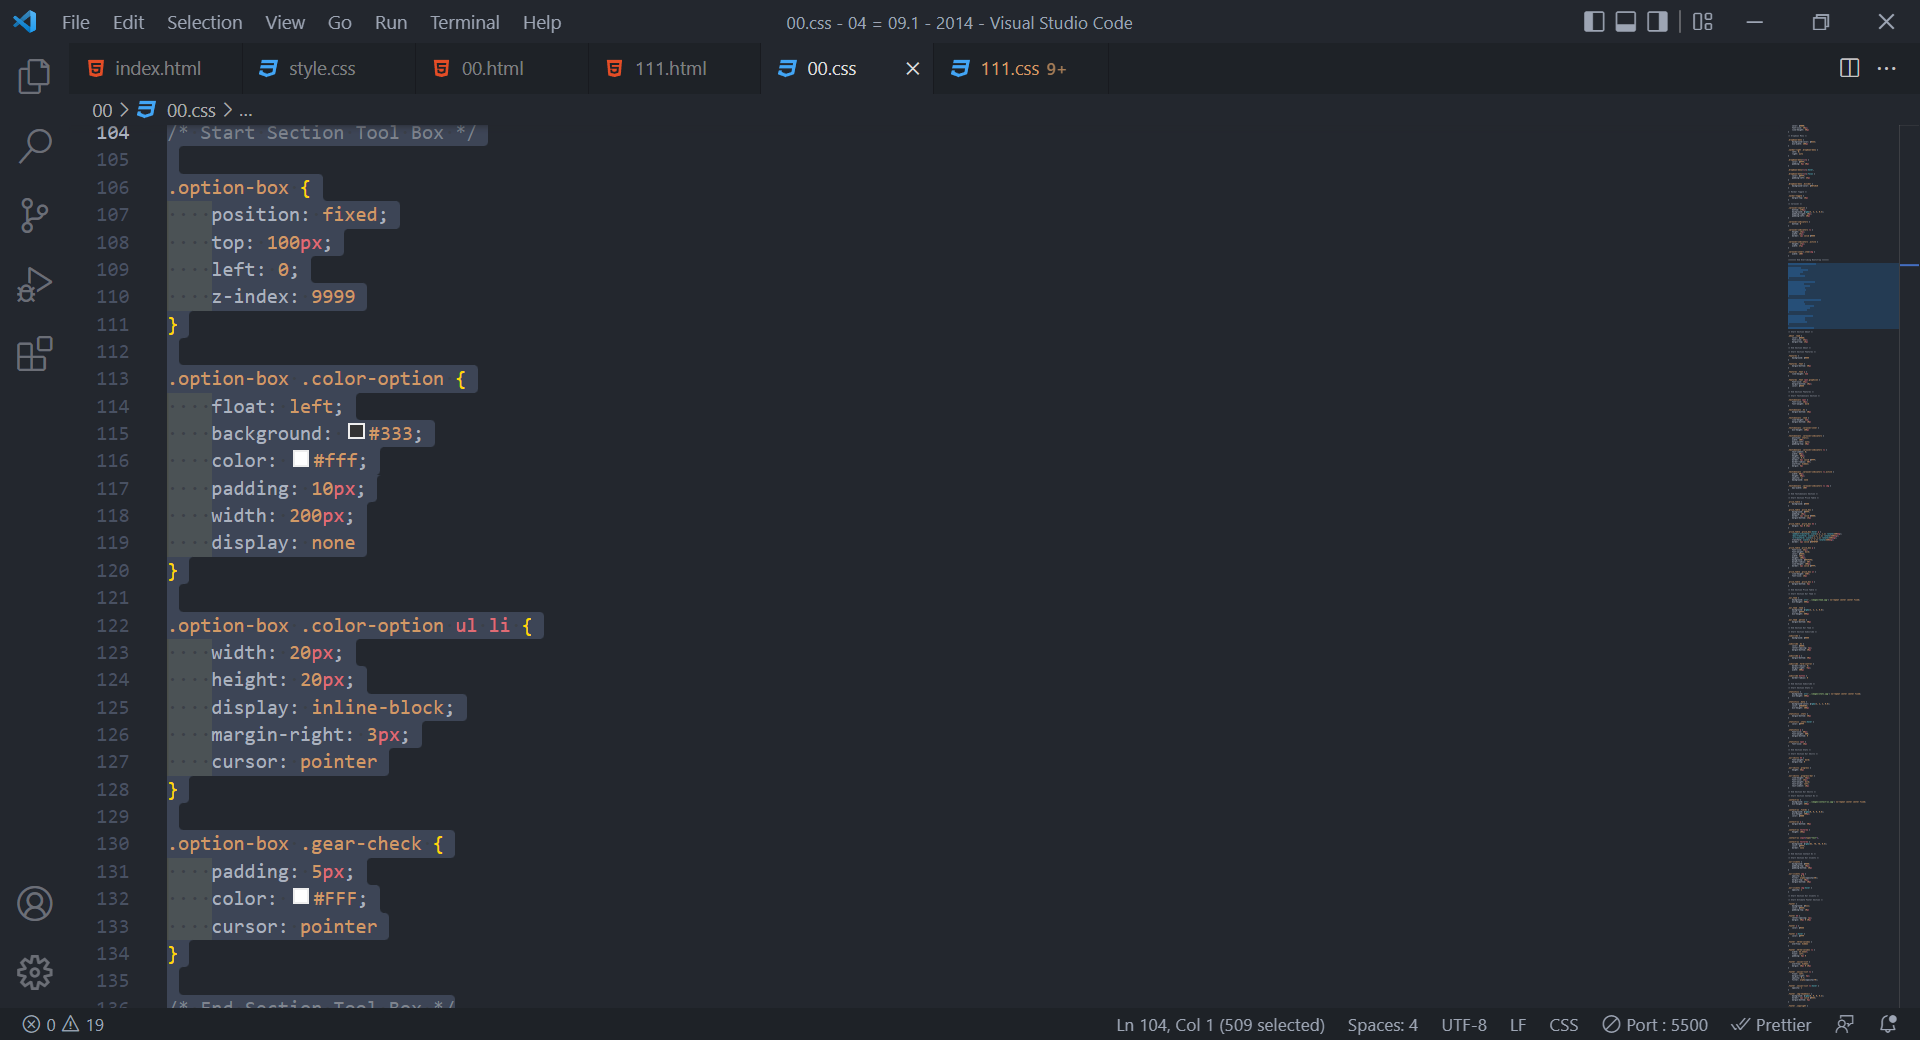 File Edit Selection View Go Run Terminal Help 00.css - 04 = 09.1 - 2014 - Visual Studio Code
index.html style.css 00.html 111.html 00.css 111.css 9+
00 > 00.css > ...
104 /* Start Section Tool Box */
105
106 .option-box {
107 position: fixed;
108 top: 100px;
109 left: 0;
110 z-index: 9999
111 }
112
113 .option-box .color-option {
114 float: left;
115 background: #333;
116 color: #fff;
117 padding: 10px;
118 width: 200px;
119 display: none
120 }
121
122 .option-box .color-option ul li {
123 width: 20px;
124 height: 20px;
125 display: inline-block;
126 margin-right: 3px;
127 cursor: pointer
128 }
129
130 .option-box .gear-check {
131 padding: 5px;
132 color: #FFF;
133 cursor: pointer
134 }
135
136 /* End Section Tool Box */
0 19 Ln 104, Col 1 (509 selected) Spaces: 4 UTF-8 LF CSS Port : 5500 Prettier